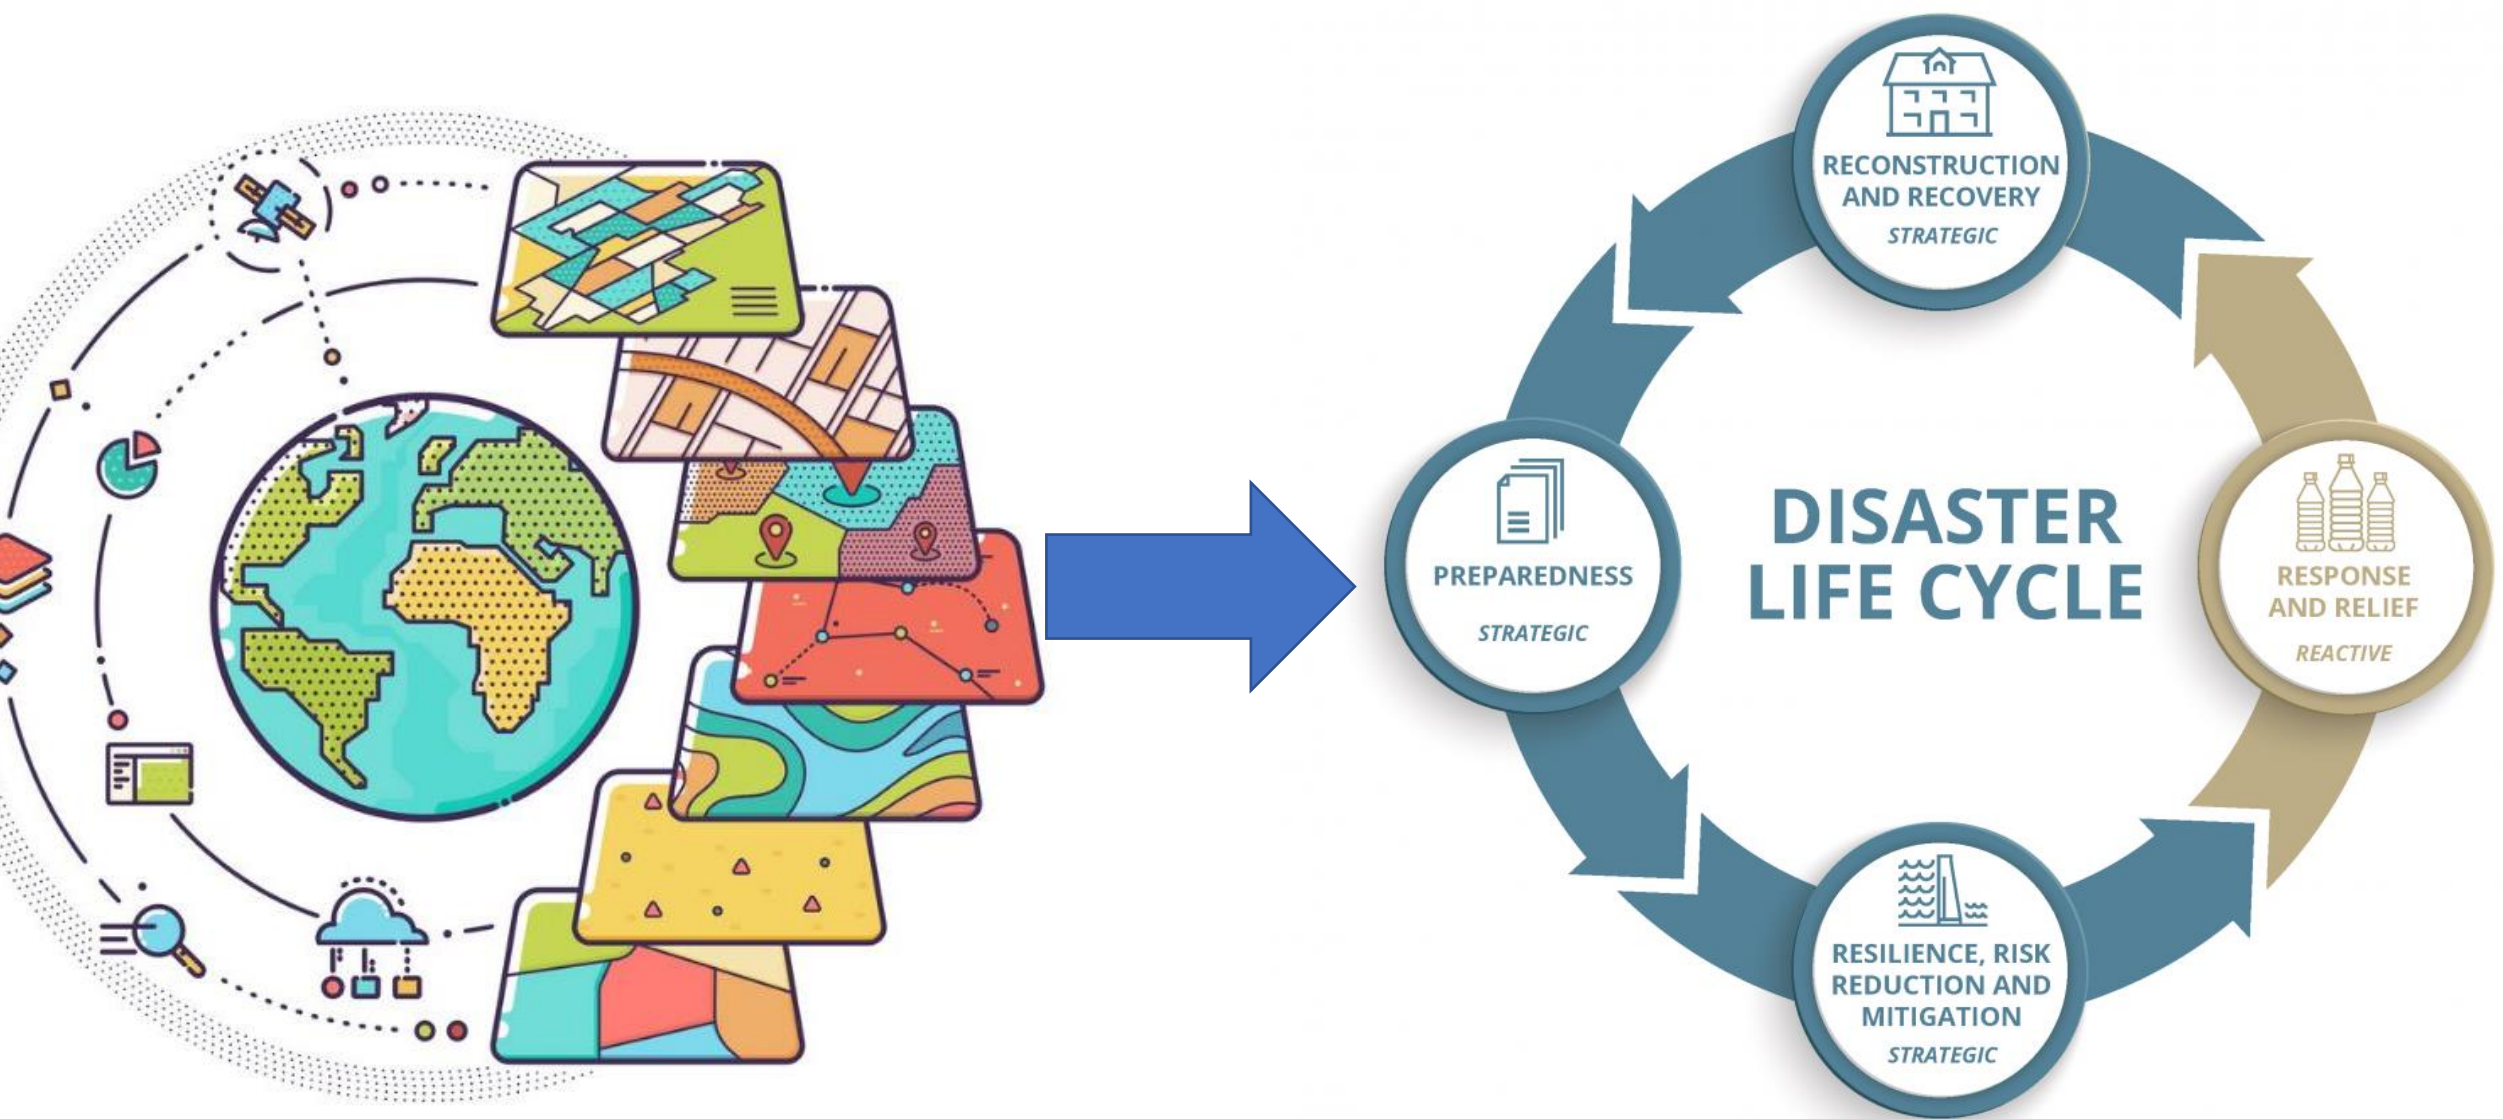 RECONSTRUCTION
AND RECOVERY
STRATEGIC
PREPAREDNESS
STRATEGIC
DISASTER
LIFE CYCLE
RESPONSE
AND RELIEF
REACTIVE
RESILIENCE, RISK
REDUCTION AND
MITIGATION
STRATEGIC